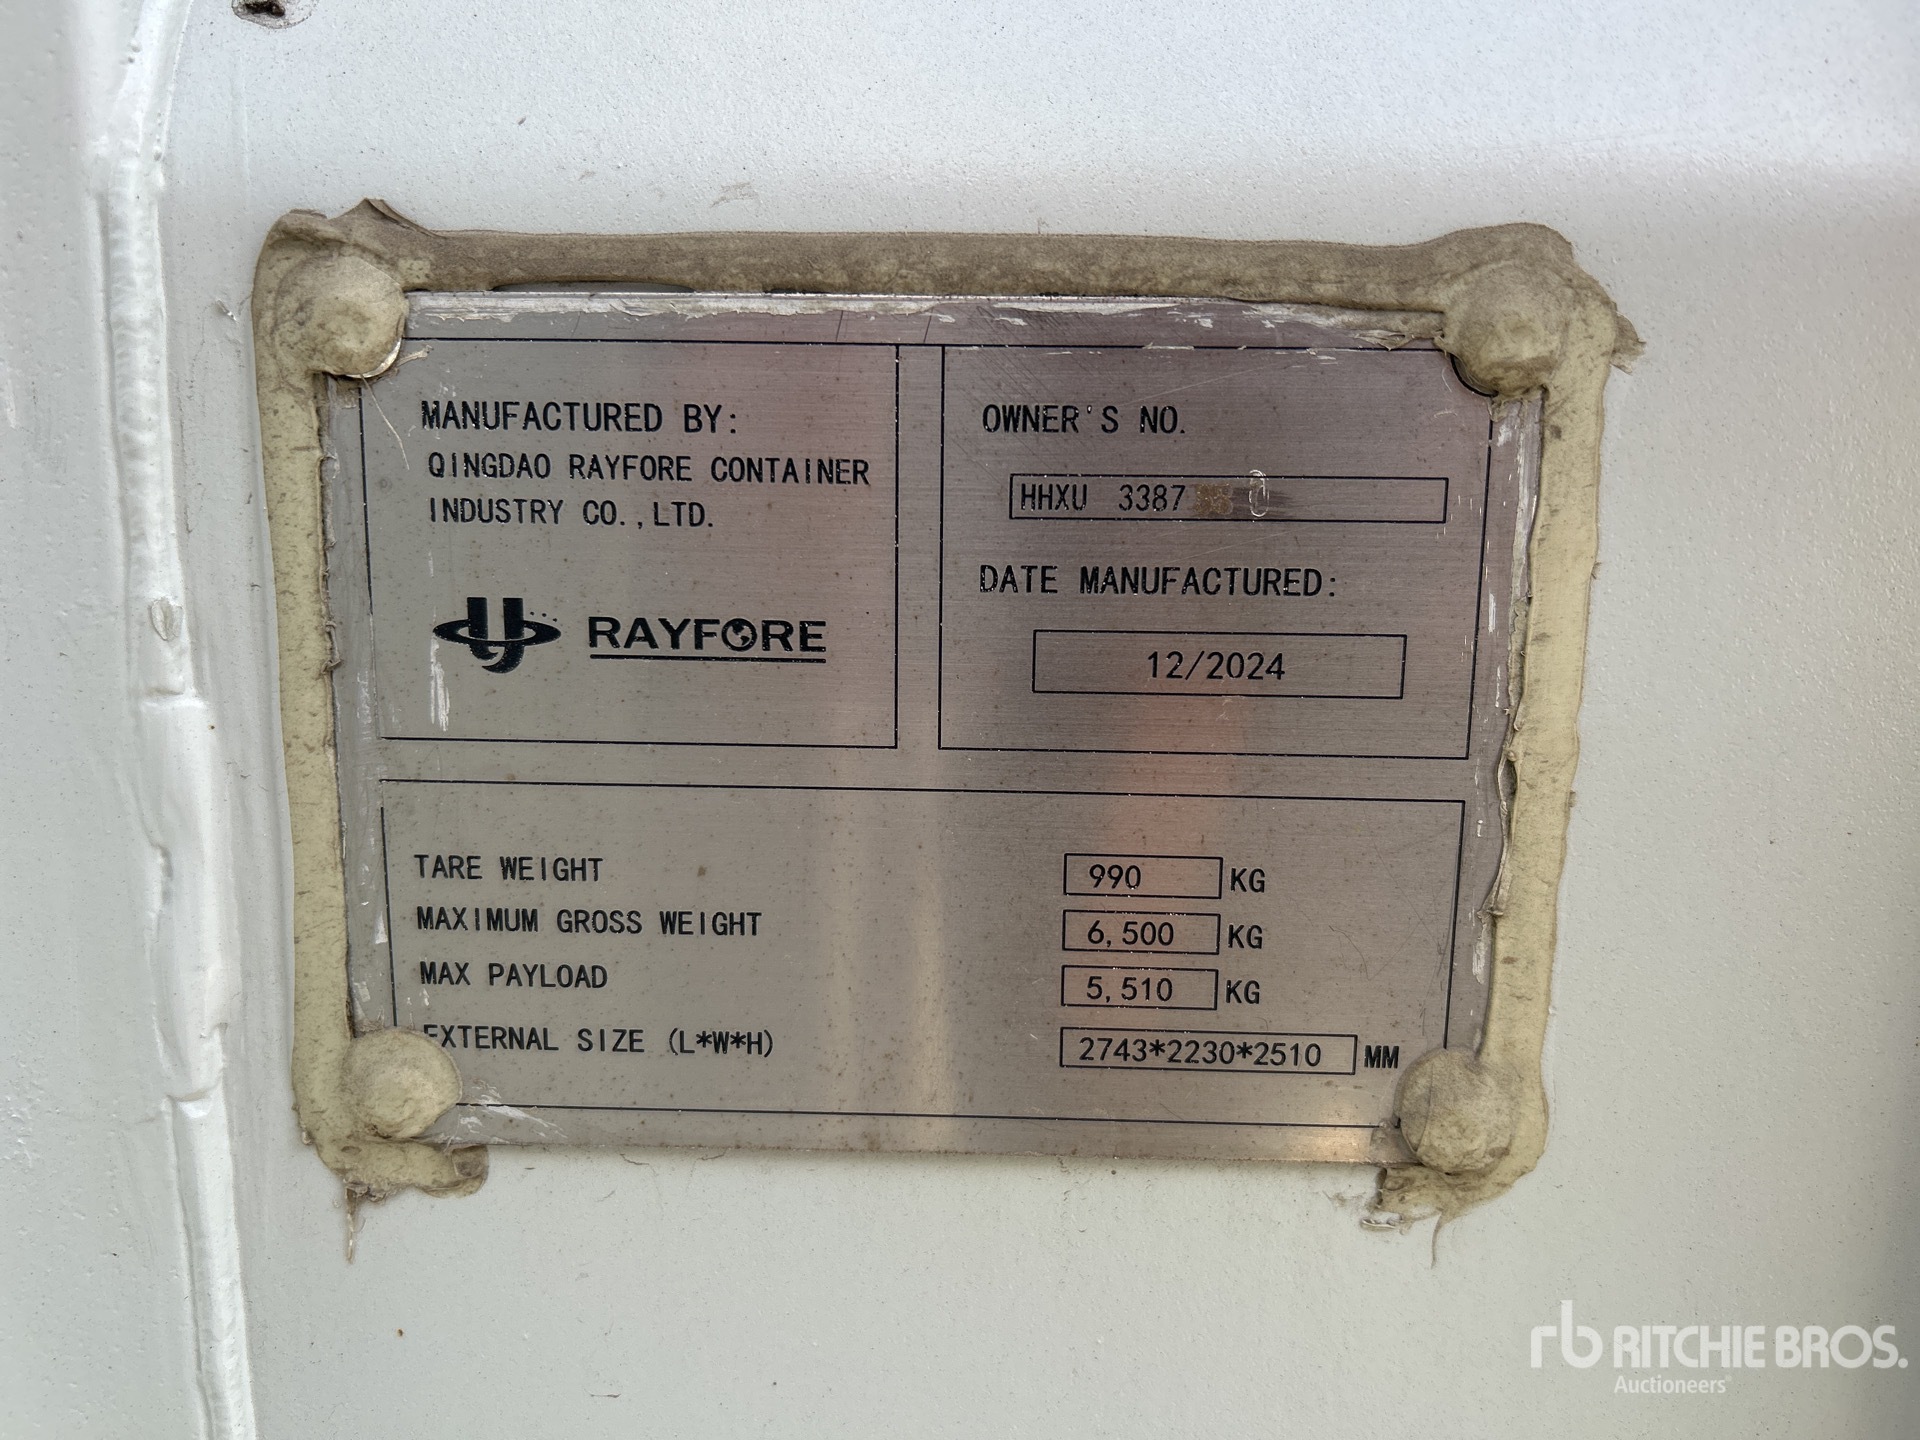 MANUFACTURED BY:
QINGDAO RAYFORE CONTAINER
INDUSTRY CO.,LTD.
RAYFORE
OWNER'S NO.
HHXU 3387
DATE MANUFACTURED:
12/2024
TARE WEIGHT 990 KG
MAXIMUM GROSS WEIGHT 6,500 KG
MAX PAYLOAD 5,510 KG
EXTERNAL SIZE (L*W*H) 2743*2230*2510 MM
rb RITCHIE BROS.
Auctioneers